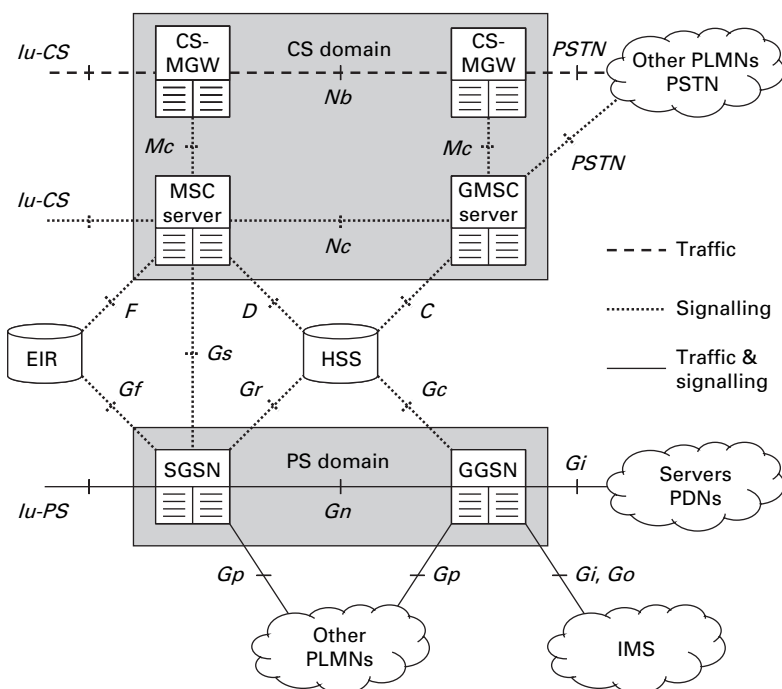 CS-
MGW
CS domain
CS-
MGW
Iu-CS
PSTN
Other PLMNs
PSTN
Nb
Mc
Mc
PSTN
Iu-CS
MSC
server
GMSC
server
Nc
Traffic
F
D
C
Signalling
EIR
Gs
HSS
Traffic &
signalling
Gf
Gr
Gc
SGSN
PS domain
GGSN
Gi
Servers
PDNs
Iu-PS
Gn
Gp
Gp
Gi, Go
Other
PLMNs
IMS